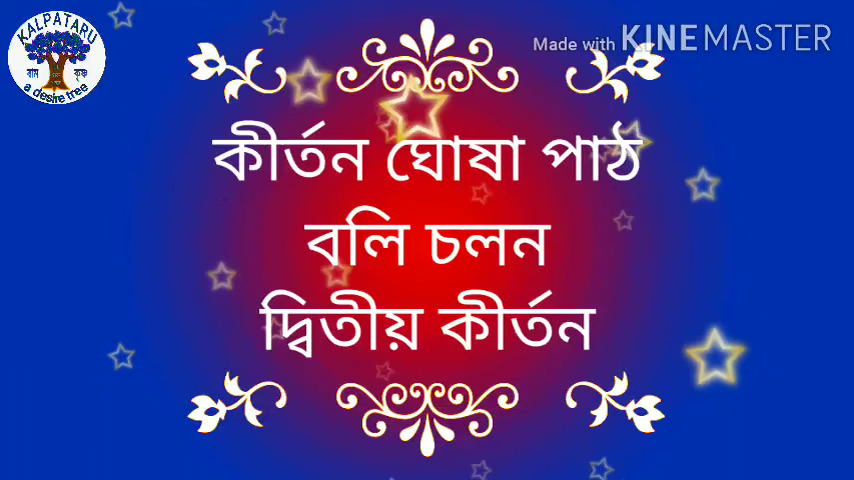 KALPATARU
ৰাম কৃষ্ণ
a desire tree
Made with KINEMASTER
কীৰ্তন ঘোষা পাঠ
বলি চলন
দ্বিতীয় কীৰ্তন